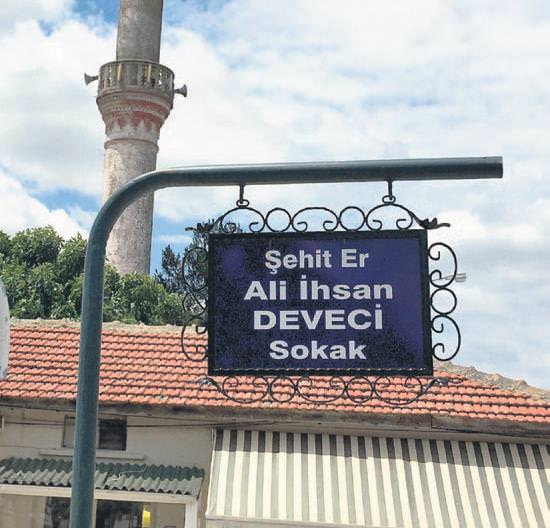 Şehit Er
Ali İhsan
DEVECİ
Sokak